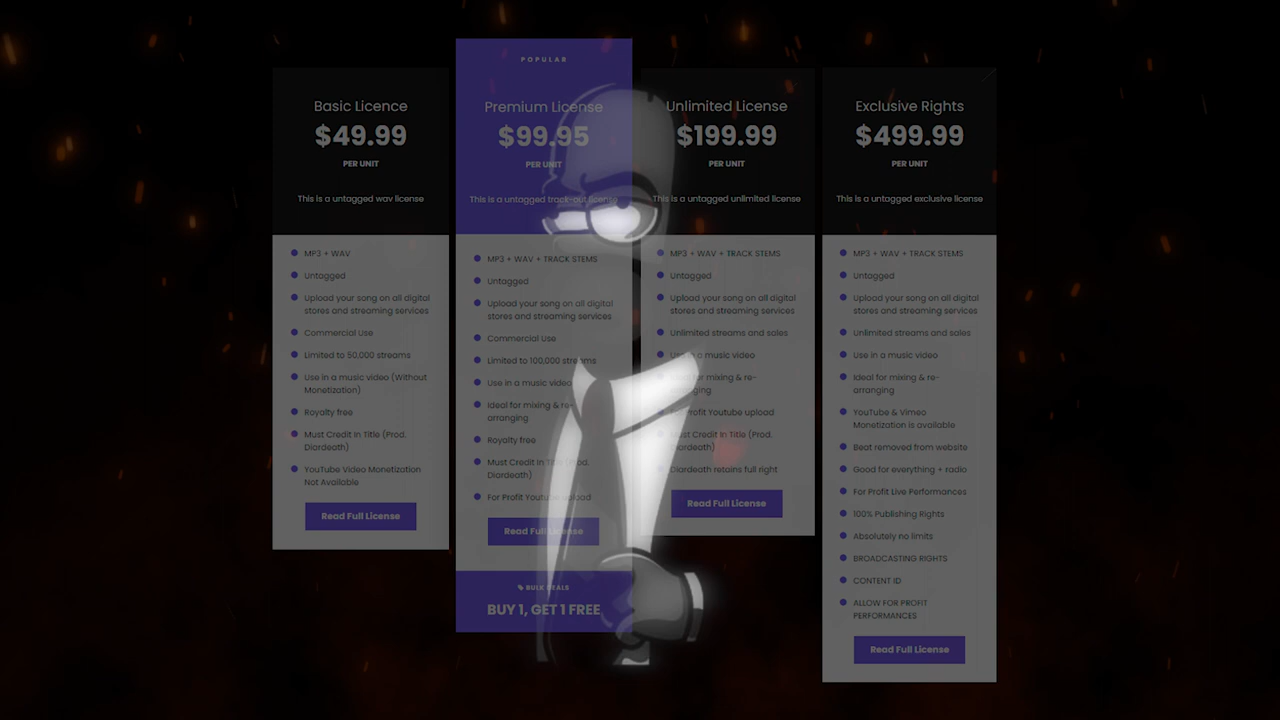 Basic Licence
$49.99
PER UNIT
This is a untagged wav license
MP3 + WAV
Untagged
Upload your song on all digital
stores and streaming services
Commercial Use
Limited to 50,000 streams
Use in a music video (Without
Monetization)
Royalty free
Must Credit In Title (Prod.
Diordeath)
YouTube Video Monetization
Not Available
Read Full License
POPULAR
Premium License
$99.95
PER UNIT
This is a untagged track-out license
MP3 + WAV + TRACK STEMS
Untagged
Upload your song on all digital
stores and streaming services
Commercial Use
Limited to 100,000 streams
Use in a music video
Ideal for mixing & re-
arranging
Royalty free
Must Credit In Title (Prod.
Diordeath)
For Profit Youtube upload
Read Full License
BULK DEALS
BUY 1, GET 1 FREE
Unlimited License
$199.99
PER UNIT
This is a untagged unlimited license
MP3 + WAV + TRACK STEMS
Untagged
Upload your song on all digital
stores and streaming services
Unlimited streams and sales
Use in a music video
Ideal for mixing & re-
arranging
For Profit Youtube upload
Must Credit In Title (Prod.
Diordeath)
Diordeath retains full right
Read Full License
Exclusive Rights
$499.99
PER UNIT
This is a untagged exclusive license
MP3 + WAV + TRACK STEMS
Untagged
Upload your song on all digital
stores and streaming services
Unlimited streams and sales
Use in a music video
Ideal for mixing & re-
arranging
YouTube & Vimeo
Monetization is available
Beat removed from website
Good for everything + radio
For Profit Live Performances
100% Publishing Rights
Absolutely no limits
BROADCASTING RIGHTS
CONTENT ID
ALLOW FOR PROFIT
PERFORMANCES
Read Full License